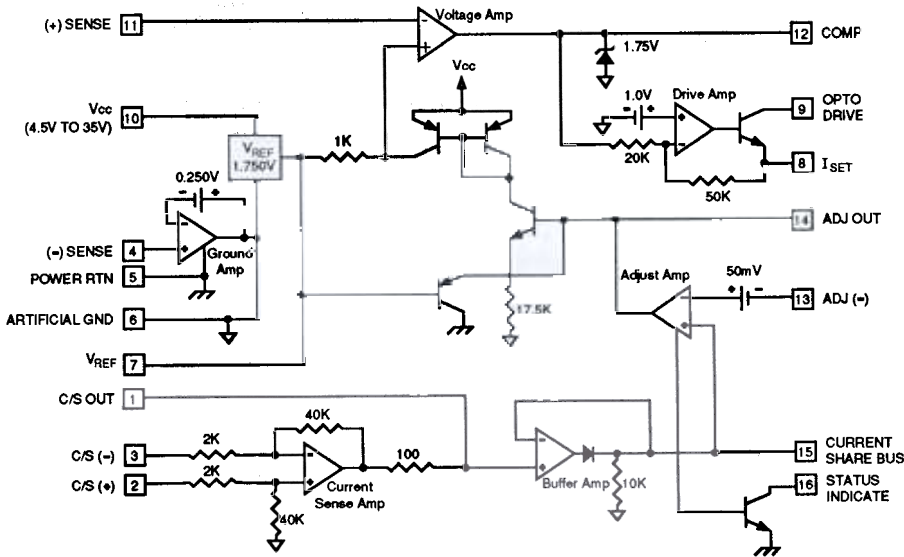 (+) SENSE 11
Voltage Amp
-
+
12 COMP
1.75V
Vcc
Vcc
(4.5V TO 35V)
10
1.0V
- +
Drive Amp
+
-
9 OPTO
DRIVE
1K
VREF
1.750V
20K
8 ISET
50K
0.250V
- +
-
+
(-) SENSE 4
Ground
Amp
14 ADJ OUT
POWER RTN 5
Adjust Amp
50mV
+ -
-
+
13 ADJ (-)
17.5K
ARTIFICIAL GND 6
VREF 7
C/S OUT 1
40K
C/S (-) 3
2K
100
-
+
-
+
15 CURRENT
SHARE BUS
C/S (+) 2
2K
Current
Sense Amp
Buffer Amp
10K
16 STATUS
INDICATE
40K